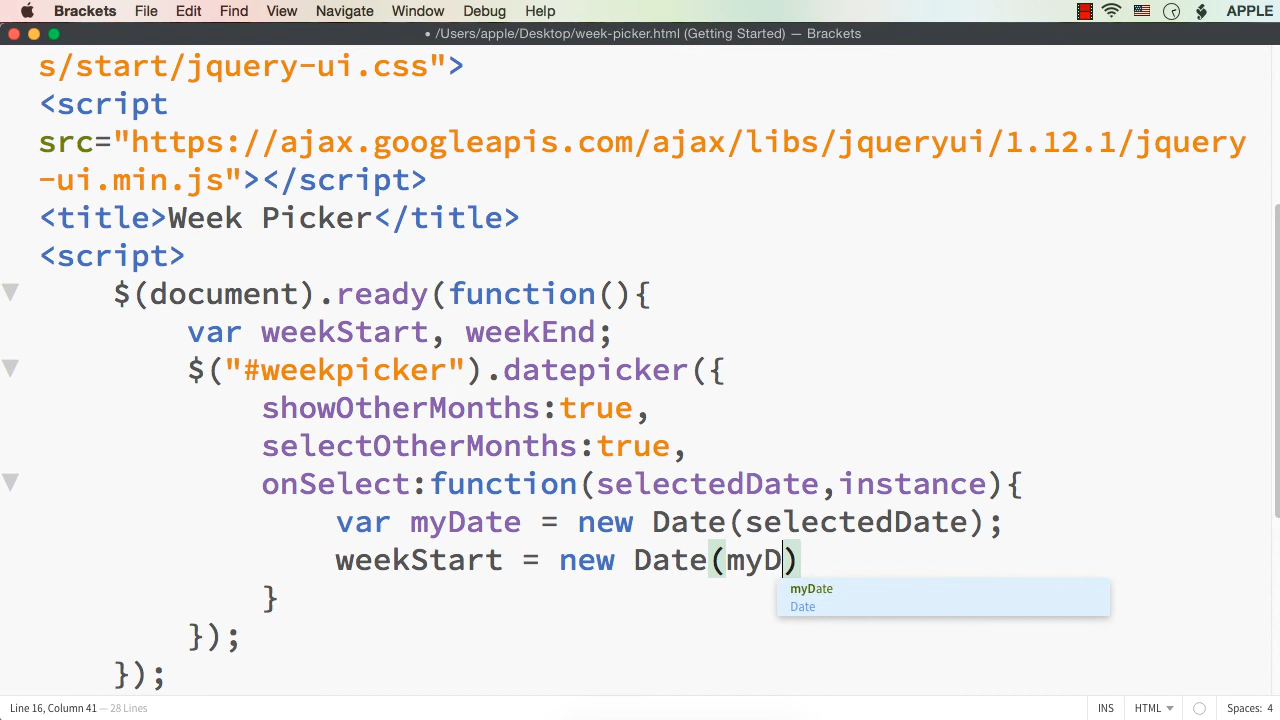 Brackets File Edit Find View Navigate Window Debug Help APPLE
• /Users/apple/Desktop/week-picker.html (Getting Started) — Brackets
s/start/jquery-ui.css">
<script
src="https://ajax.googleapis.com/ajax/libs/jqueryui/1.12.1/jquery
-ui.min.js"></script>
<title>Week Picker</title>
<script>
$(document).ready(function(){
var weekStart, weekEnd;
$("#weekpicker").datepicker({
showOtherMonths:true,
selectOtherMonths:true,
onSelect:function(selectedDate,instance){
var myDate = new Date(selectedDate);
weekStart = new Date(myD)
myDate
Date
}
});
});
Line 16, Column 41 — 28 Lines INS HTML Spaces: 4